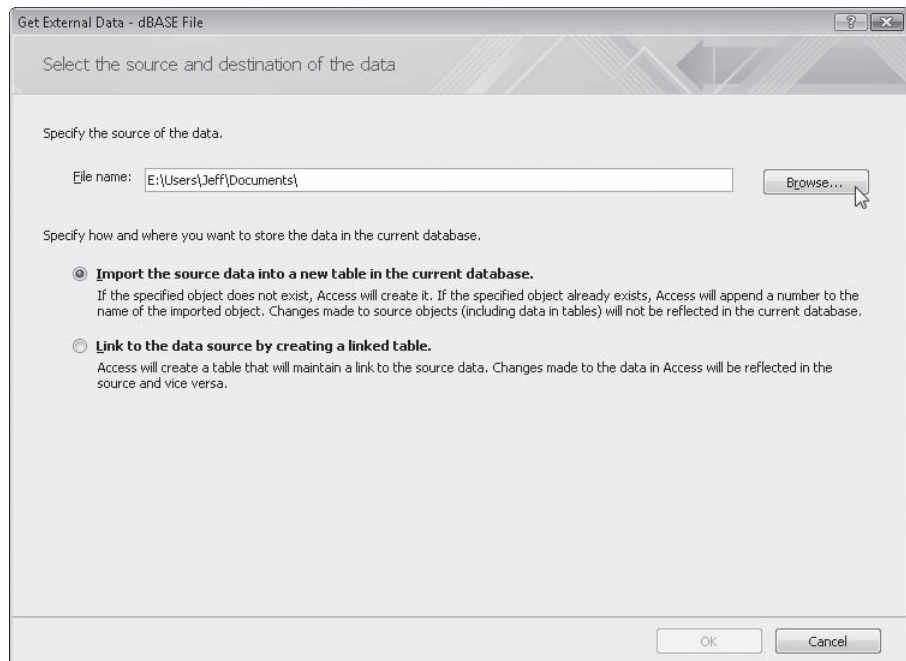 Get External Data - dBASE File
?
Select the source and destination of the data
Specify the source of the data.
File name: E:\Users\Jeff\Documents\ Browse...
Specify how and where you want to store the data in the current database.
Import the source data into a new table in the current database.
If the specified object does not exist, Access will create it. If the specified object already exists, Access will append a number to the
name of the imported object. Changes made to source objects (including data in tables) will not be reflected in the current database.
Link to the data source by creating a linked table.
Access will create a table that will maintain a link to the source data. Changes made to the data in Access will be reflected in the
source and vice versa.
OK Cancel